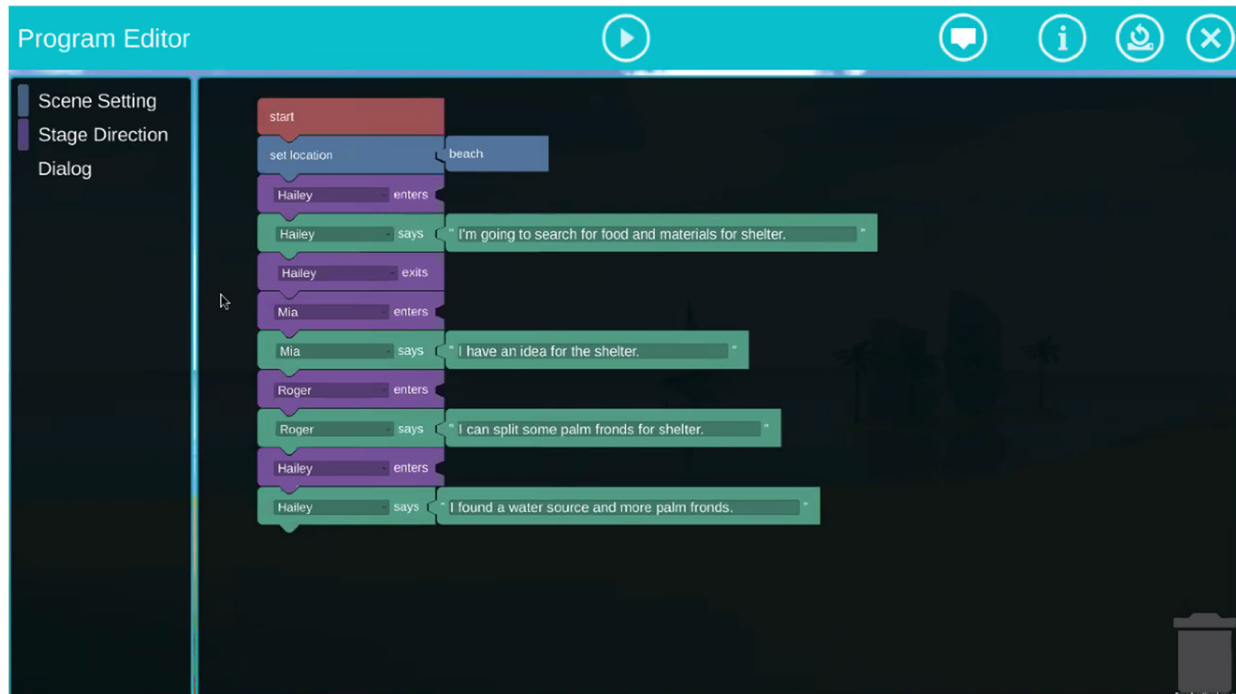 Program Editor
Scene Setting
Stage Direction
Dialog
start
set location beach
Hailey enters
Hailey says " I'm going to search for food and materials for shelter. "
Hailey exits
Mia enters
Mia says " I have an idea for the shelter. "
Roger enters
Roger says " I can split some palm fronds for shelter. "
Hailey enters
Hailey says " I found a water source and more palm fronds. "